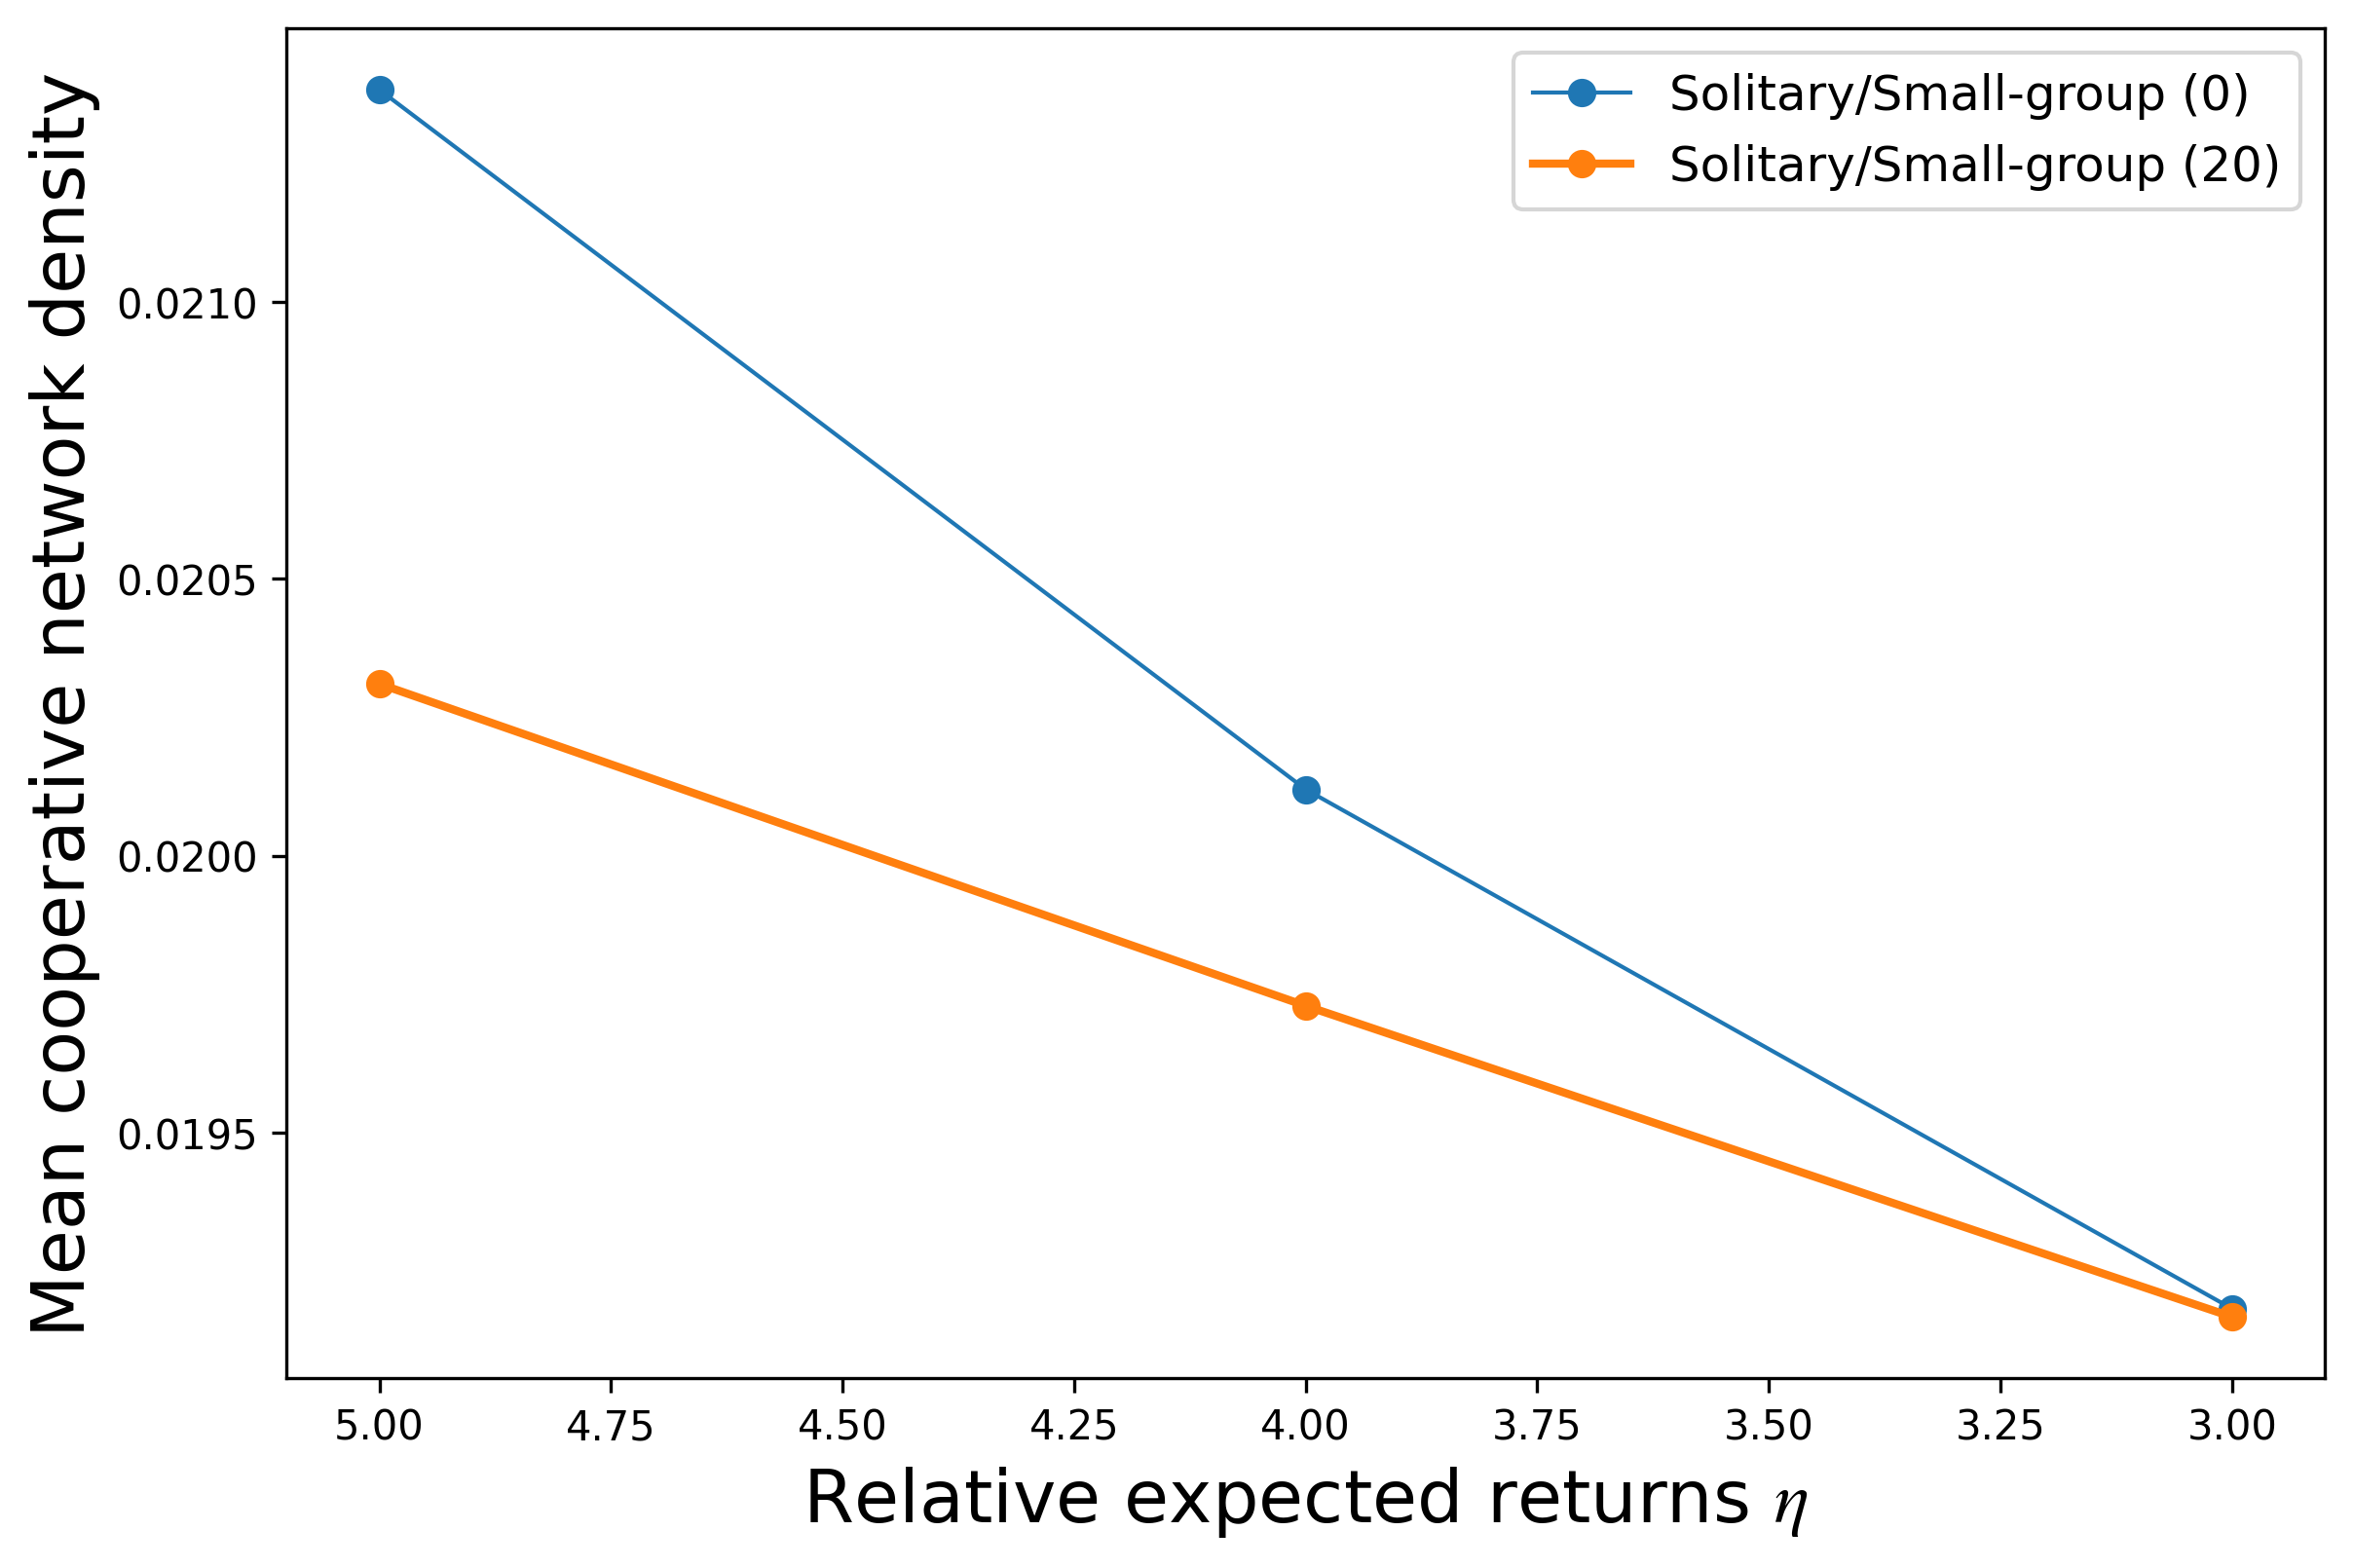 Solitary/Small-group (0)
Solitary/Small-group (20)
Mean cooperative network density
0.0210
0.0205
0.0200
0.0195
5.00 4.75 4.50 4.25 4.00 3.75 3.50 3.25 3.00
Relative expected returns η